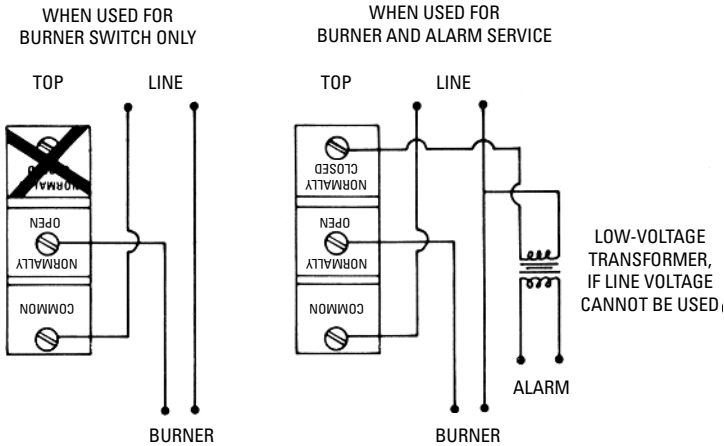 WHEN USED FOR
BURNER SWITCH ONLY
TOP
LINE
NORMALLY
OPEN
COMMON
BURNER
WHEN USED FOR
BURNER AND ALARM SERVICE
TOP
LINE
NORMALLY
CLOSED
NORMALLY
OPEN
COMMON
LOW-VOLTAGE
TRANSFORMER,
IF LINE VOLTAGE
CANNOT BE USED
ALARM
BURNER